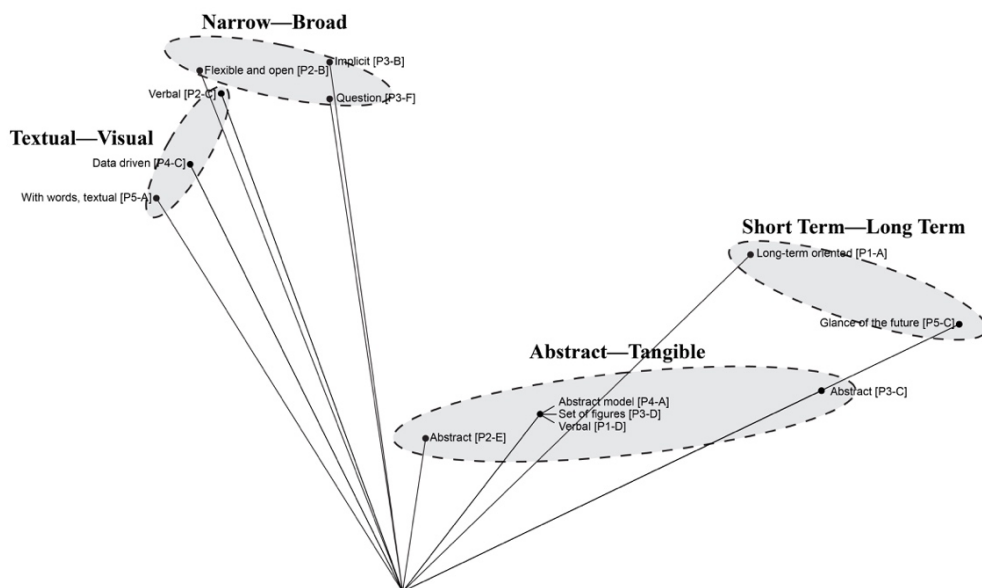 Narrow—Broad
Implicit [P3-B]
Flexible and open [P2-B]
Verbal [P2-C]
Question [P3-F]
Textual—Visual
Data driven [P4-C]
With words, textual [P5-A]
Short Term—Long Term
Long-term oriented [P1-A]
Glance of the future [P5-C]
Abstract—Tangible
Abstract [P3-C]
Abstract model [P4-A]
Set of figures [P3-D]
Verbal [P1-D]
Abstract [P2-E]